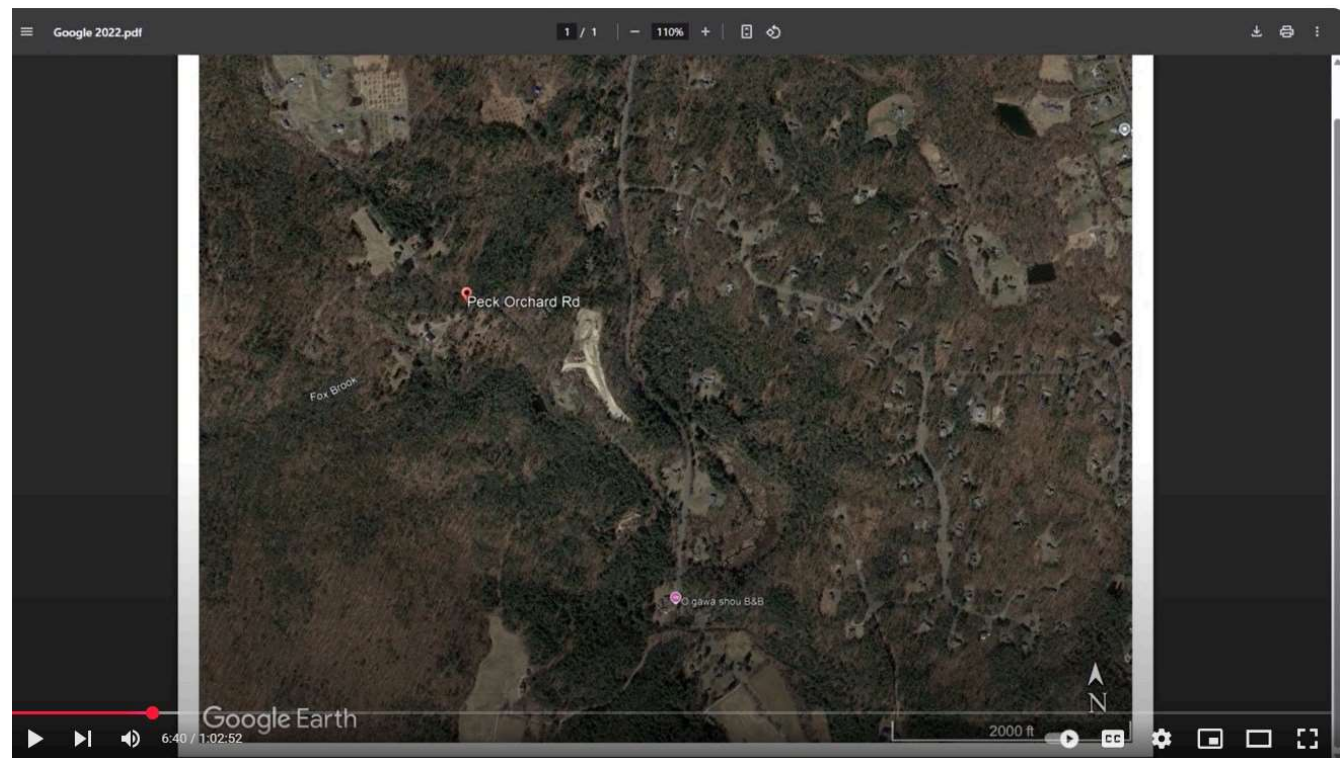 Google 2022.pdf
1 / 1
110%
Peck Orchard Rd
Fox Brook
O gawa shou B&B
N
Google Earth
2000 ft
6:40 / 1:02:52
CC